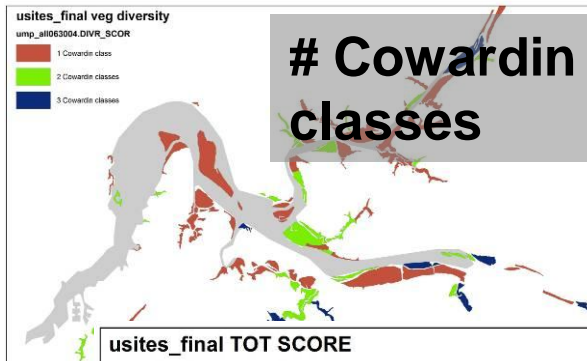 usites_final veg diversity
ump_all063004.DIVR_SCOR
1 Cowardin class
2 Cowardin classes
3 Cowardin classes
# Cowardin
classes
usites_final TOT SCORE